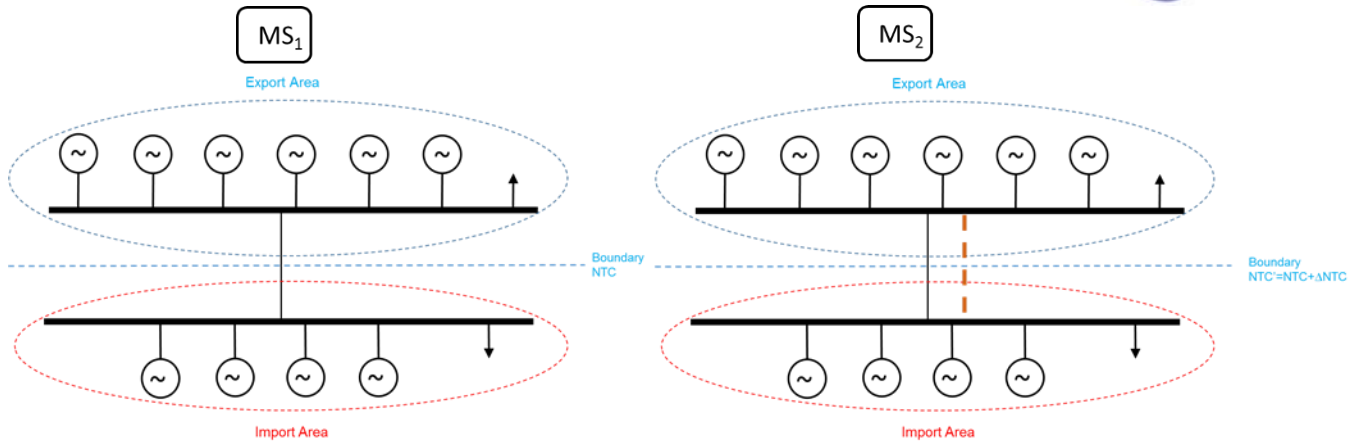 MS₁
Export Area
Boundary
NTC
Import Area
MS₂
Export Area
Boundary
NTC'=NTC+ΔNTC
Import Area